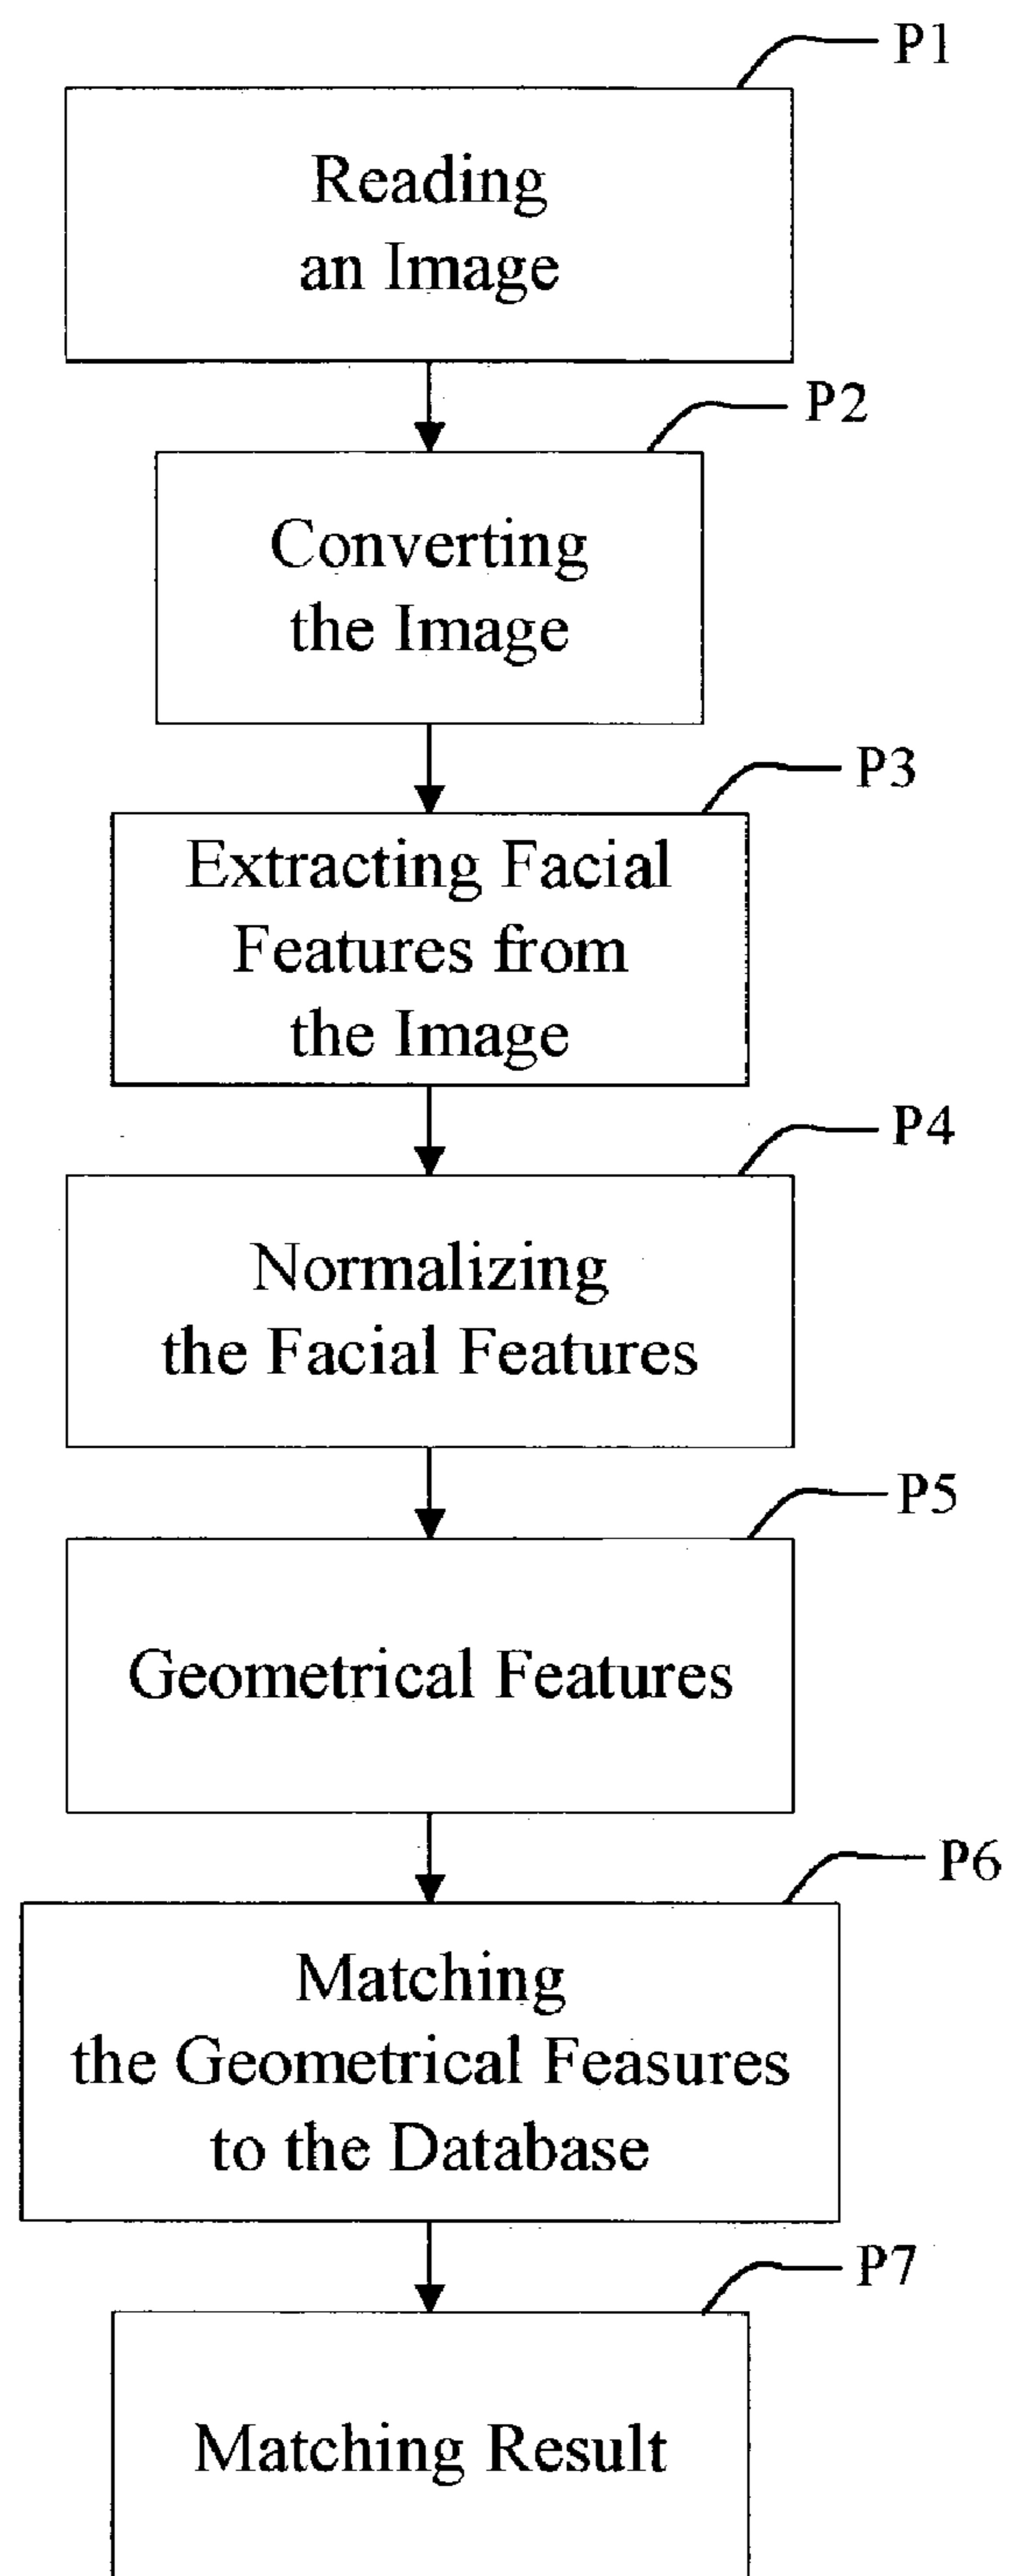 P1
Reading
an Image
P2
Converting
the Image
P3
Extracting Facial
Features from
the Image
P4
Normalizing
the Facial Features
P5
Geometrical Features
P6
Matching
the Geometrical Feasures
to the Database
P7
Matching Result